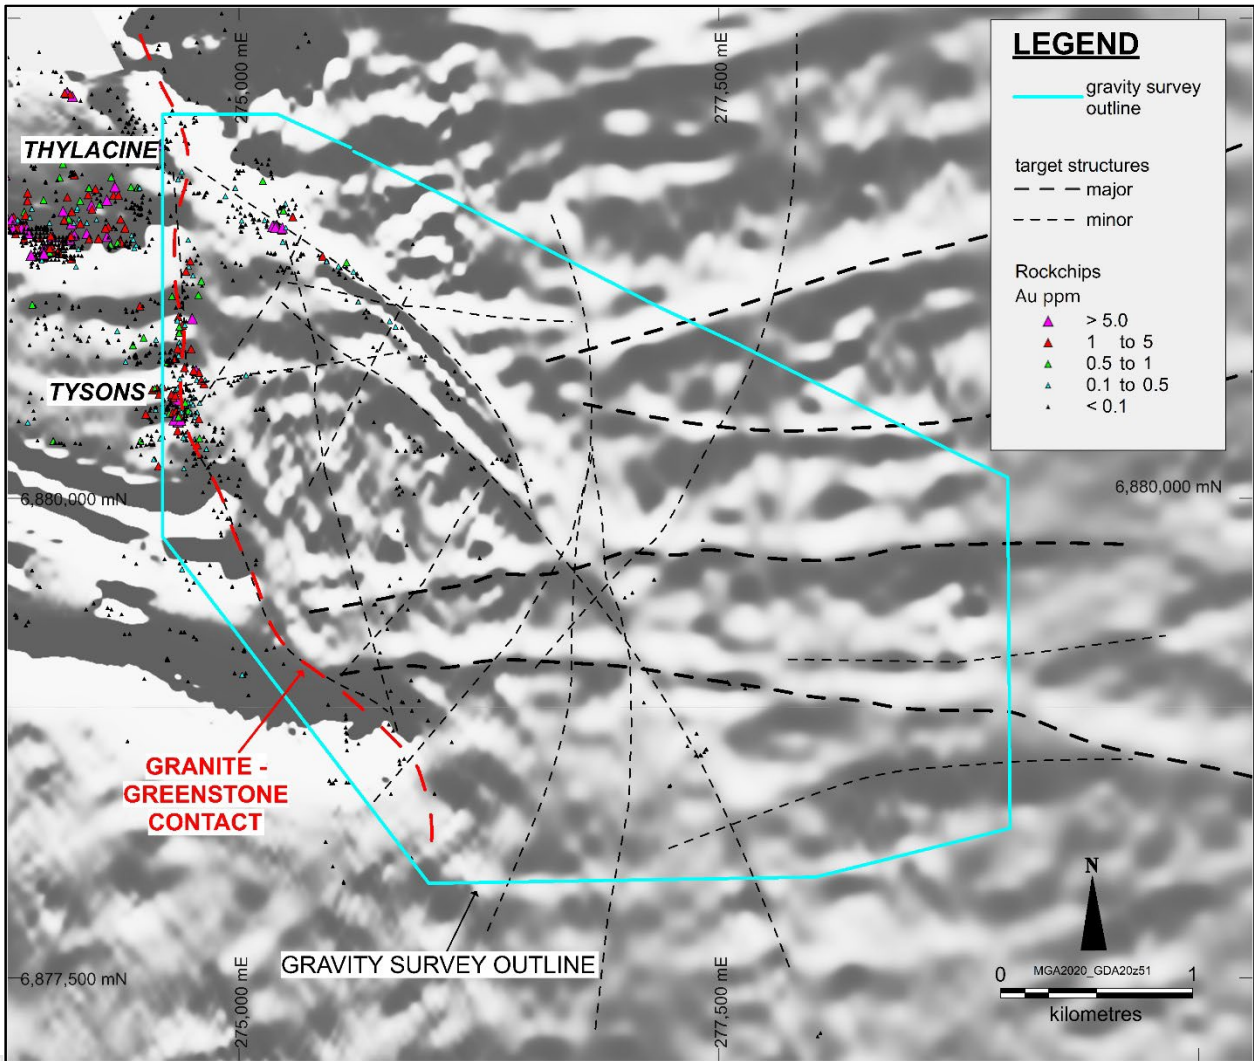 275,000 mE
277,500 mE
LEGEND
gravity survey
outline
target structures
major
minor
Rockchips
Au ppm
> 5.0
1 to 5
0.5 to 1
0.1 to 0.5
< 0.1
THYLACINE
TYSONS
6,880,000 mN
6,880,000 mN
GRANITE -
GREENSTONE
CONTACT
GRAVITY SURVEY OUTLINE
6,877,500 mN
275,000 mE
277,500 mE
N
MGA2020_GDA20z51
0 1
kilometres